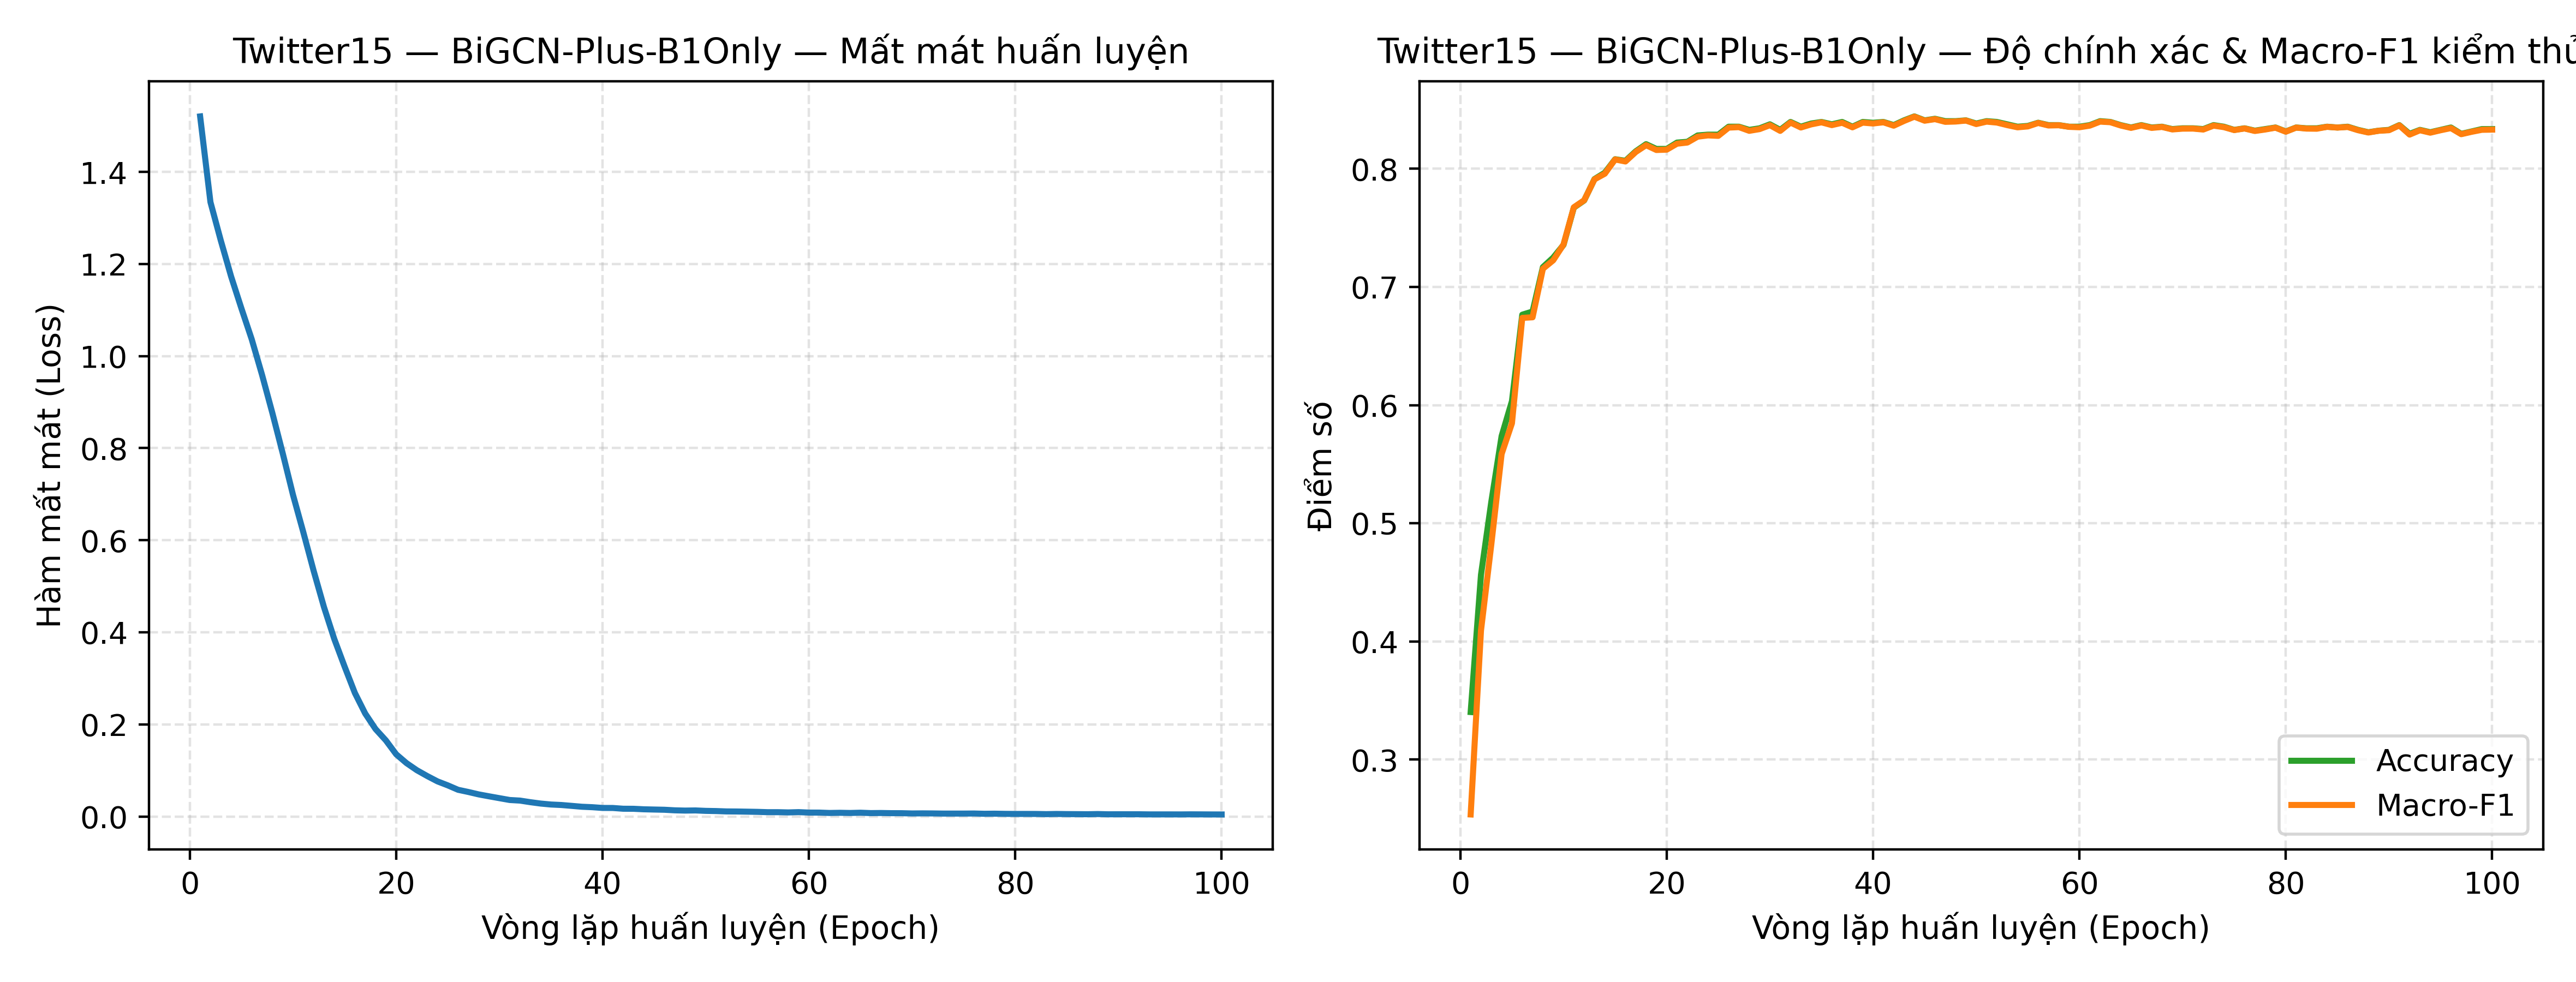 Twitter15 — BiGCN-Plus-B1Only — Mất mát huấn luyện
Hàm mất mát (Loss)
1.4
1.2
1.0
0.8
0.6
0.4
0.2
0.0
0 20 40 60 80 100
Vòng lặp huấn luyện (Epoch)
Twitter15 — BiGCN-Plus-B1Only — Độ chính xác & Macro-F1 kiểm thử
Điểm số
0.8
0.7
0.6
0.5
0.4
0.3
Accuracy
Macro-F1
0 20 40 60 80 100
Vòng lặp huấn luyện (Epoch)